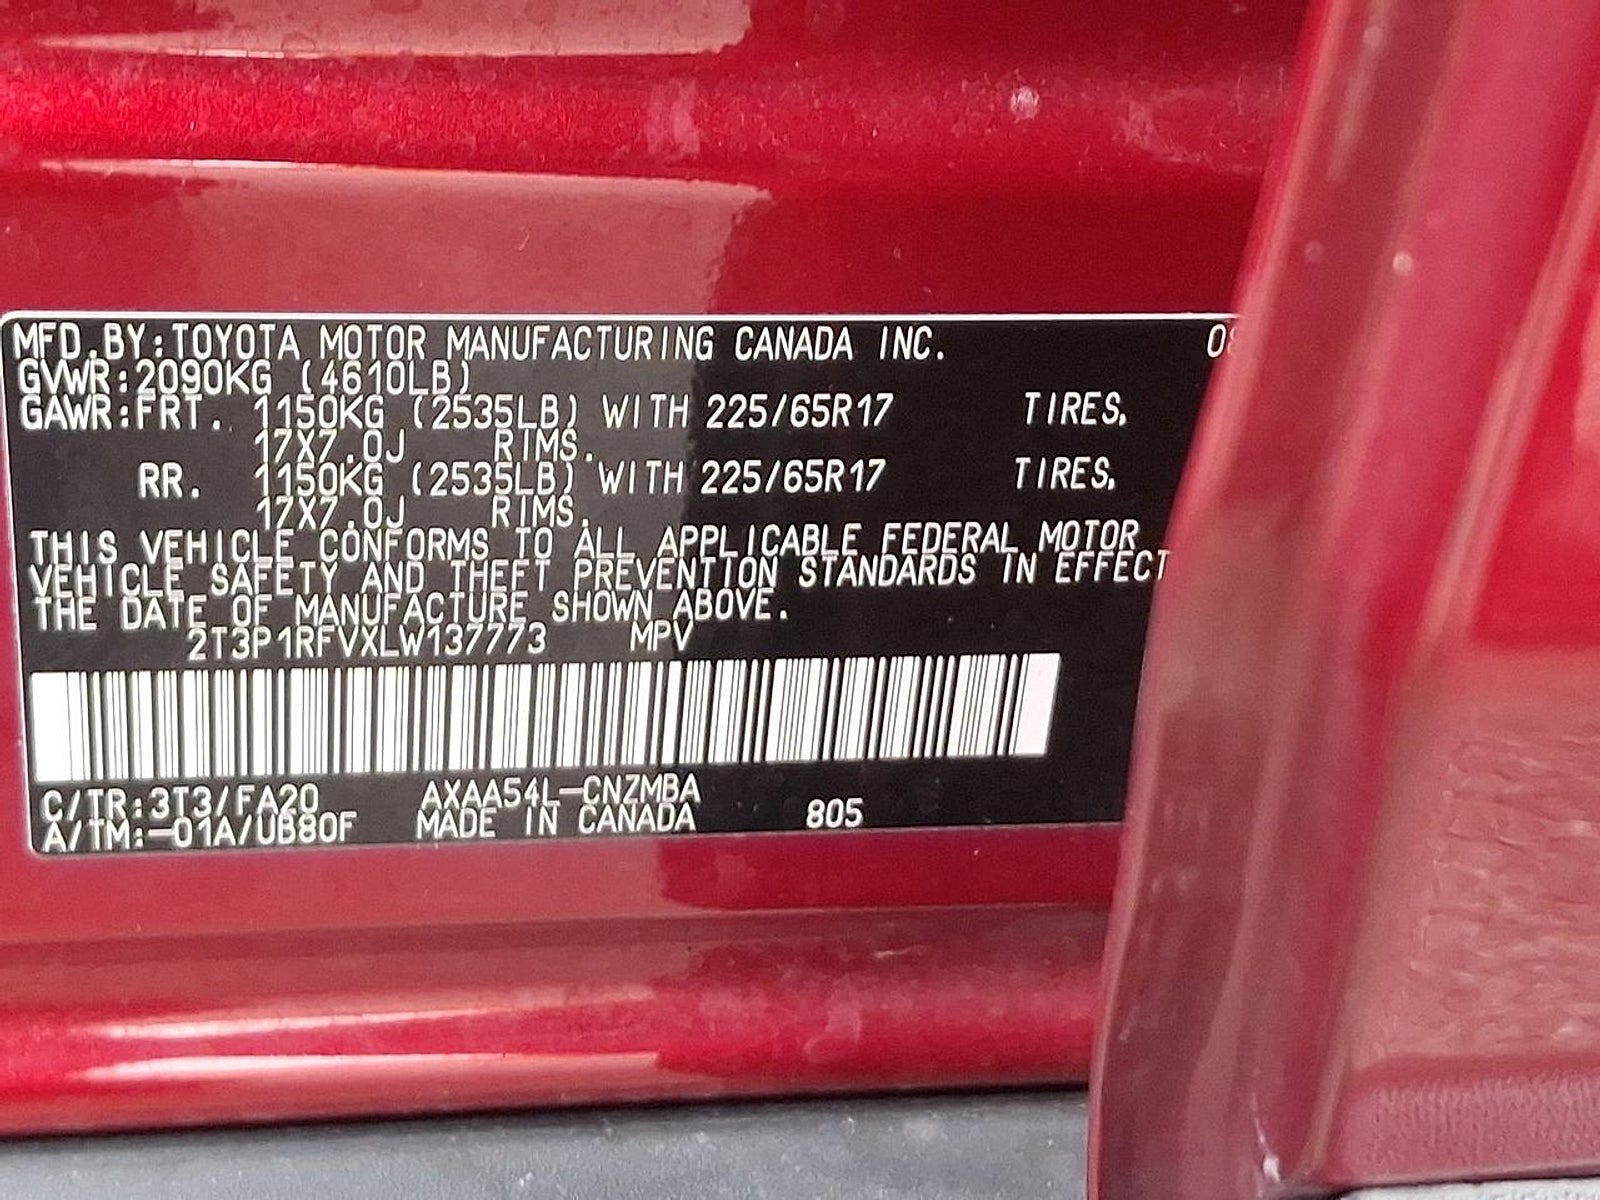 MFD.BY:TOYOTA MOTOR MANUFACTURING CANADA INC.
GVWR:2090KG (4610LB)
GAWR:FRT. 1150KG (2535LB) WITH 225/65R17 TIRES,
17X7.0J RIMS.
RR. 1150KG (2535LB) WITH 225/65R17 TIRES,
17X7.0J RIMS.
THIS VEHICLE CONFORMS TO ALL APPLICABLE FEDERAL MOTOR
VEHICLE SAFETY AND THEFT PREVENTION STANDARDS IN EFFECT
THE DATE OF MANUFACTURE SHOWN ABOVE.
2T3P1RFVXLW137773 MPV
C/TR:3T3/FA20 AXAA54L-CNZMBA
A/TM:-01A/UB80F MADE IN CANADA 805